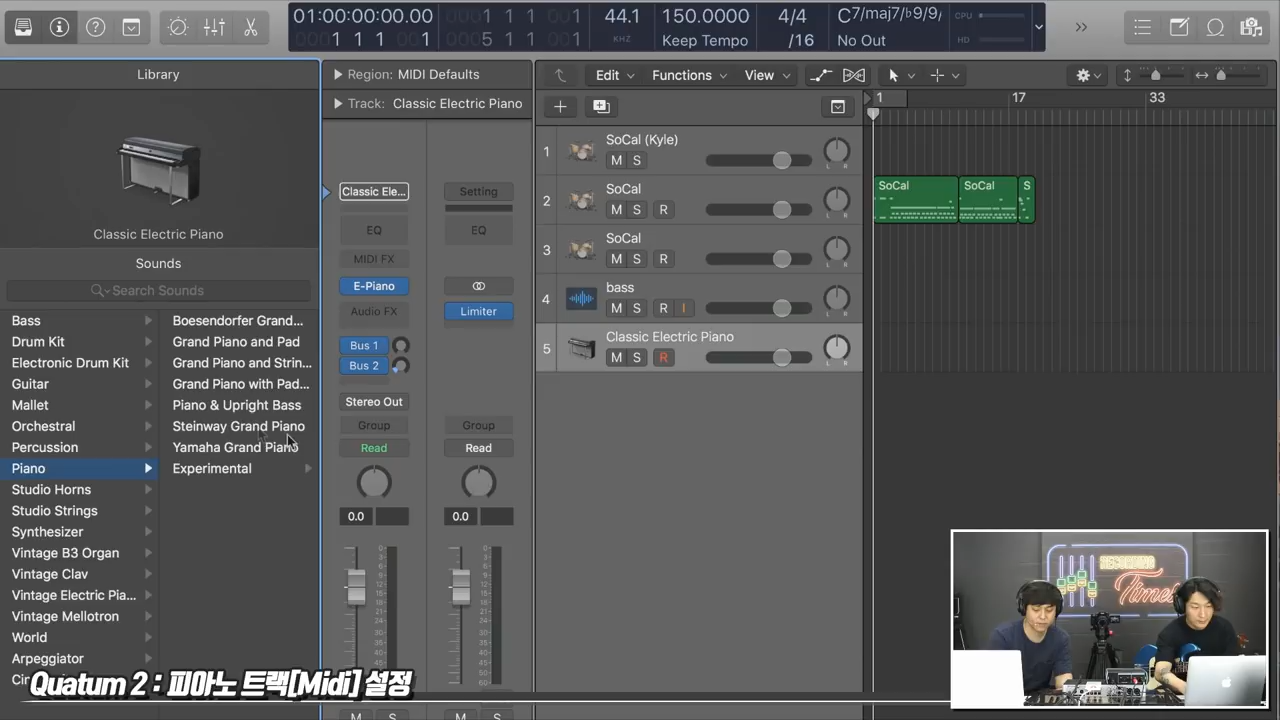 01:00:00:00.00
1 1 1 001
1 1 1
5 1 1
44.1
KHZ
150.0000
Keep Tempo
4/4
/16
C7/maj7/♭9/9/
No Out
CPU
HD
Library
Classic Electric Piano
Sounds
Search Sounds
Bass
Drum Kit
Electronic Drum Kit
Guitar
Mallet
Orchestral
Percussion
Piano
Studio Horns
Studio Strings
Synthesizer
Vintage B3 Organ
Vintage Clav
Vintage Electric Pia...
Vintage Mellotron
World
Arpeggiator
Boesendorfer Grand...
Grand Piano and Pad
Grand Piano and Strin...
Grand Piano with Pad...
Piano & Upright Bass
Steinway Grand Piano
Yamaha Grand Piano
Experimental
Region: MIDI Defaults
Track: Classic Electric Piano
Classic Ele...
EQ
MIDI FX
E-Piano
Audio FX
Bus 1
Bus 2
Stereo Out
Group
Read
0.0
M S
Setting
EQ
Limiter
Group
Read
0.0
M S
Edit Functions View
1 17 33
1 SoCal (Kyle)
M S
L R
2 SoCal
M S R
L R
3 SoCal
M S R
L R
4 bass
M S R I
L R
5 Classic Electric Piano
M S R
L R
SoCal SoCal S
RECORDING
Times
Quatum 2 : 피아노 트랙[Midi] 설정